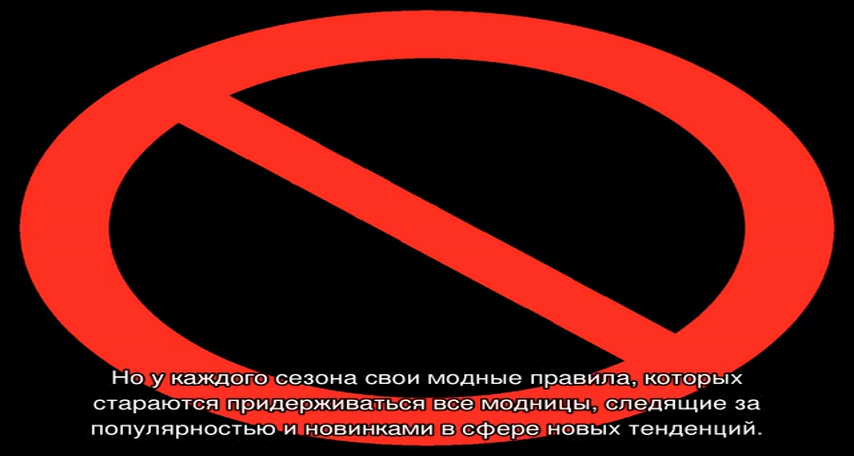 Но у каждого сезона свои модные правила, которых
стараются придерживаться все модницы, следящие за
популярностью и новинками в сфере новых тенденций.